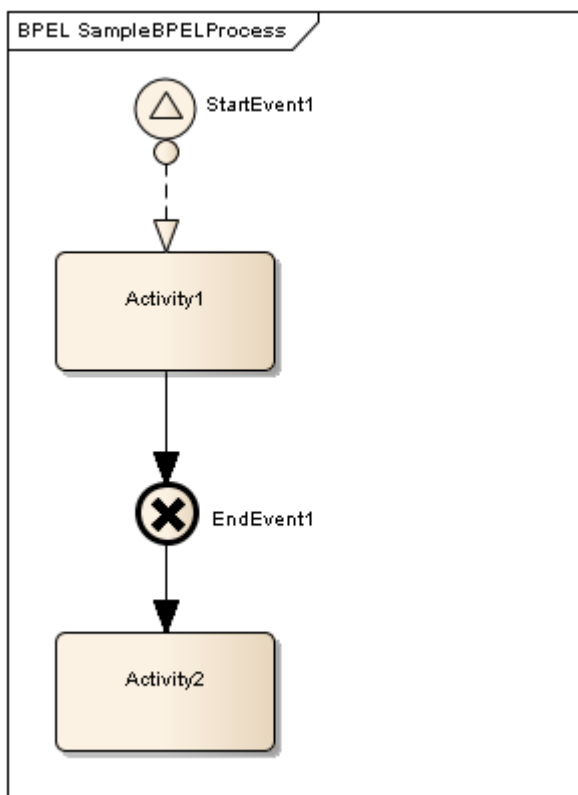 BPEL SampleBPELProcess
StartEvent1
Activity1
EndEvent1
Activity2